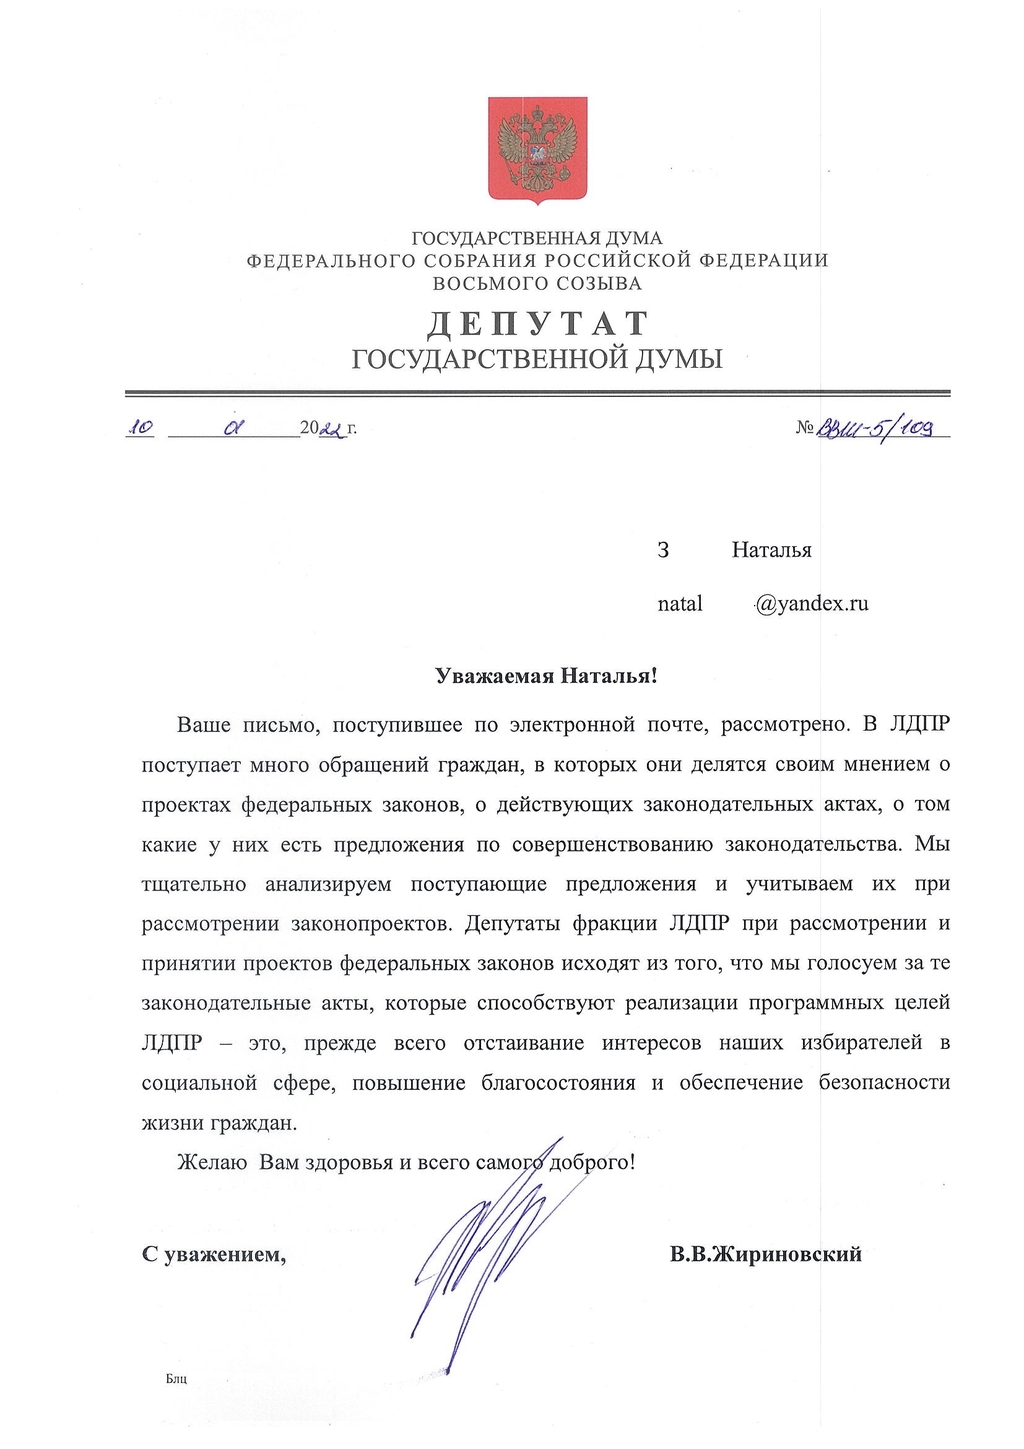 ГОСУДАРСТВЕННАЯ ДУМА
ФЕДЕРАЛЬНОГО СОБРАНИЯ РОССИЙСКОЙ ФЕДЕРАЦИИ
ВОСЬМОГО СОЗЫВА
ДЕПУТАТ
ГОСУДАРСТВЕННОЙ ДУМЫ
10 01 2022 г. № ВВЖ-5/109
З Наталья
natal @yandex.ru
Уважаемая Наталья!
Ваше письмо, поступившее по электронной почте, рассмотрено. В ЛДПР
поступает много обращений граждан, в которых они делятся своим мнением о
проектах федеральных законов, о действующих законодательных актах, о том
какие у них есть предложения по совершенствованию законодательства. Мы
тщательно анализируем поступающие предложения и учитываем их при
рассмотрении законопроектов. Депутаты фракции ЛДПР при рассмотрении и
принятии проектов федеральных законов исходят из того, что мы голосуем за те
законодательные акты, которые способствуют реализации программных целей
ЛДПР – это, прежде всего отстаивание интересов наших избирателей в
социальной сфере, повышение благосостояния и обеспечение безопасности
жизни граждан.
Желаю Вам здоровья и всего самого доброго!
С уважением, В.В.Жириновский
Блц